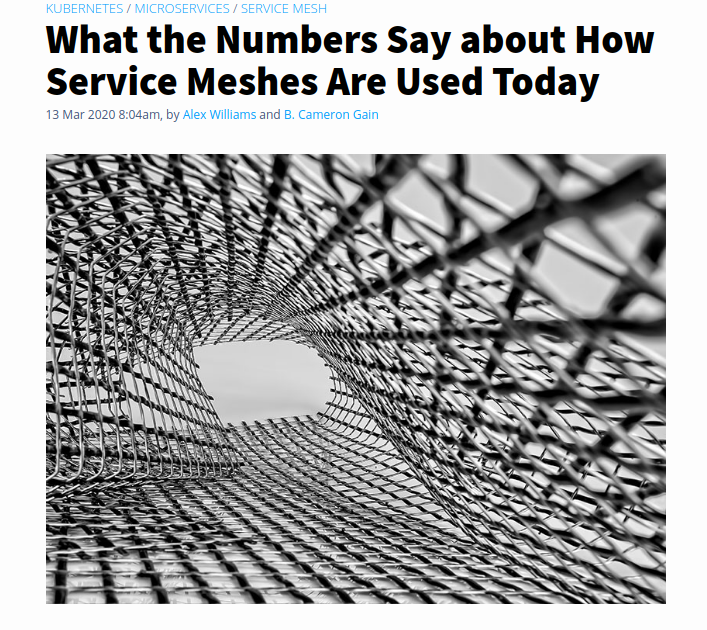 KUBERNETES / MICROSERVICES / SERVICE MESH
What the Numbers Say about How
Service Meshes Are Used Today
13 Mar 2020 8:04am, by Alex Williams and B. Cameron Gain